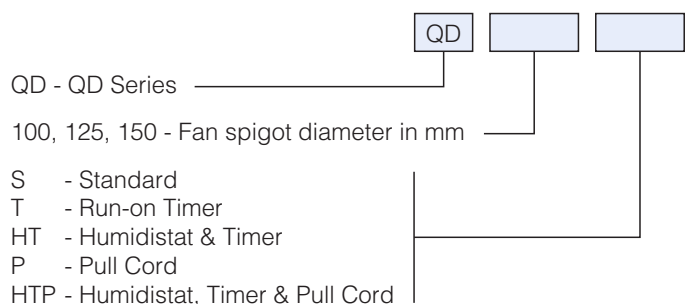 QD
QD - QD Series
100, 125, 150 - Fan spigot diameter in mm
S - Standard
T - Run-on Timer
HT - Humidistat & Timer
P - Pull Cord
HTP - Humidistat, Timer & Pull Cord